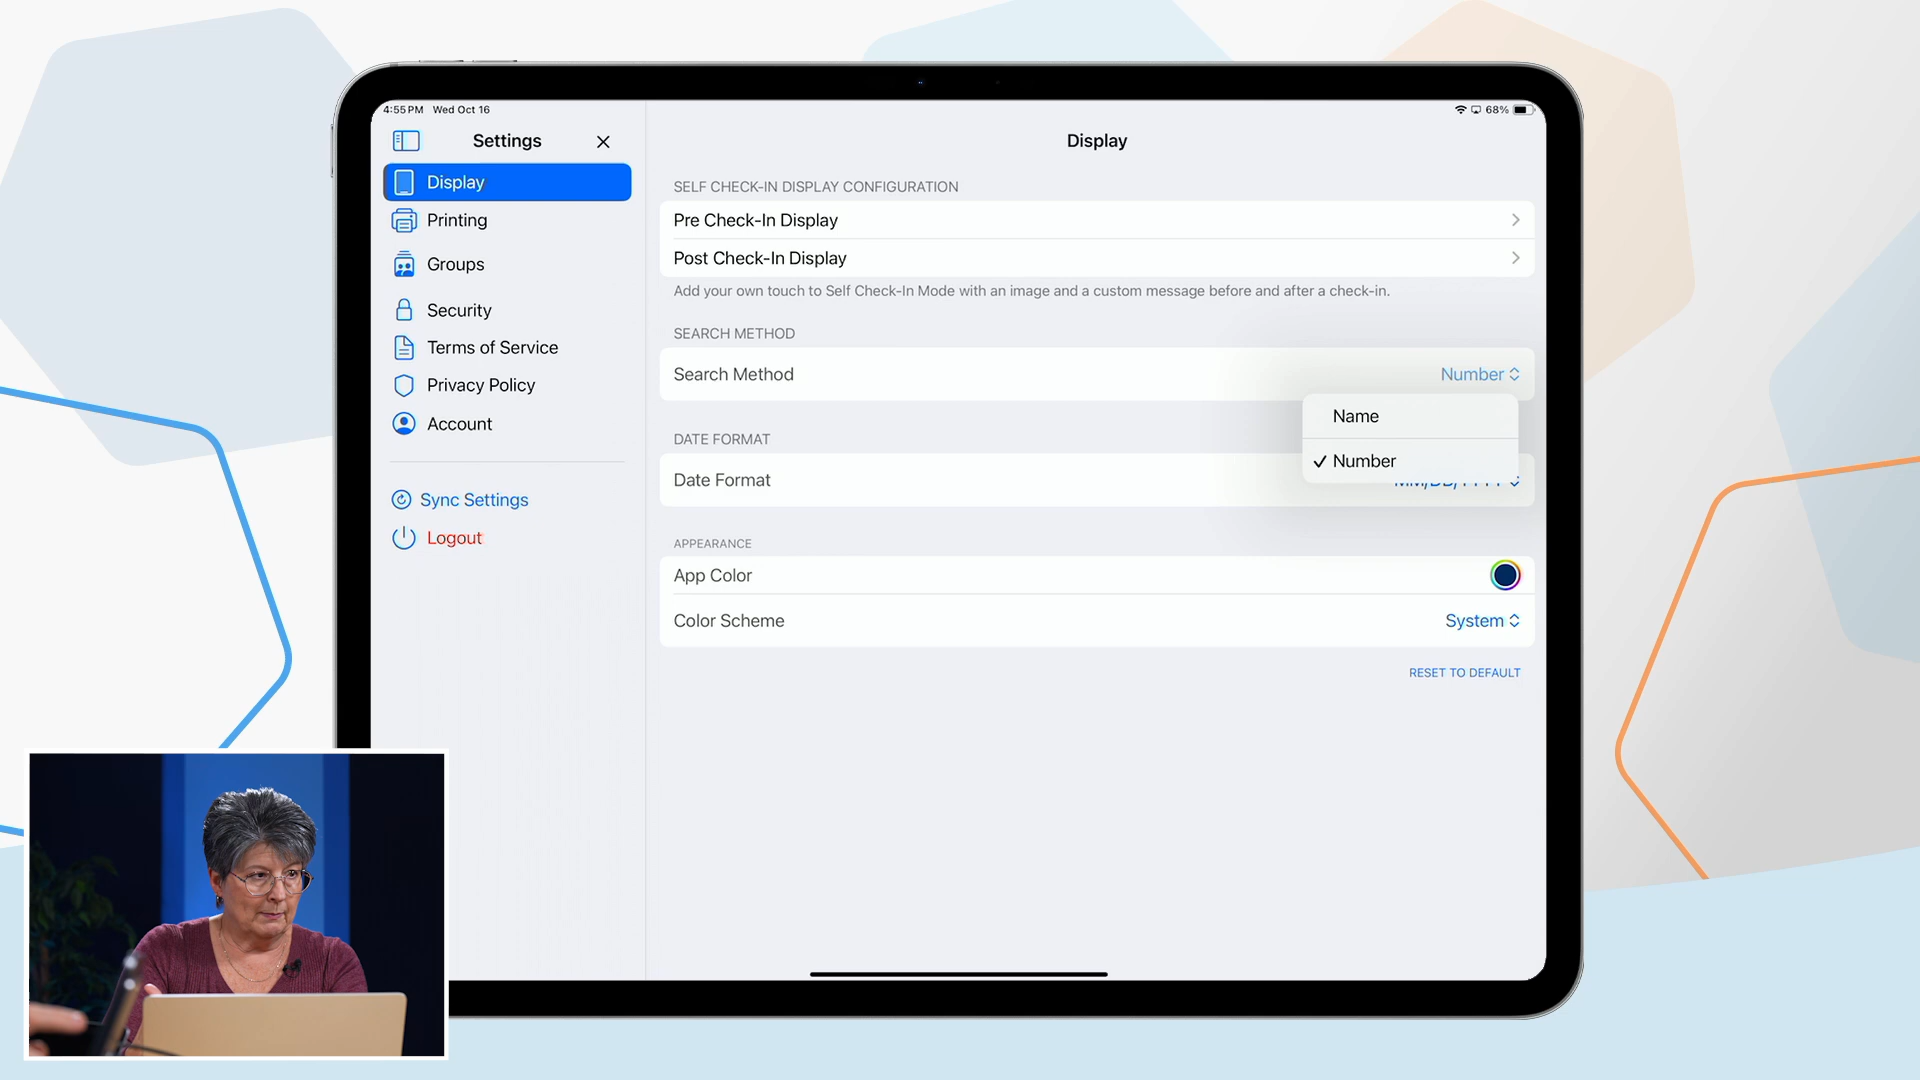 4:55 PM Wed Oct 16
68%
Settings
Display
Printing
Groups
Security
Terms of Service
Privacy Policy
Account
Sync Settings
Logout
Display
SELF CHECK-IN DISPLAY CONFIGURATION
Pre Check-In Display
Post Check-In Display
Add your own touch to Self Check-In Mode with an image and a custom message before and after a check-in.
SEARCH METHOD
Search Method Number
Name
Number
DATE FORMAT
Date Format MM/DD/YYYY
APPEARANCE
App Color
Color Scheme System
RESET TO DEFAULT